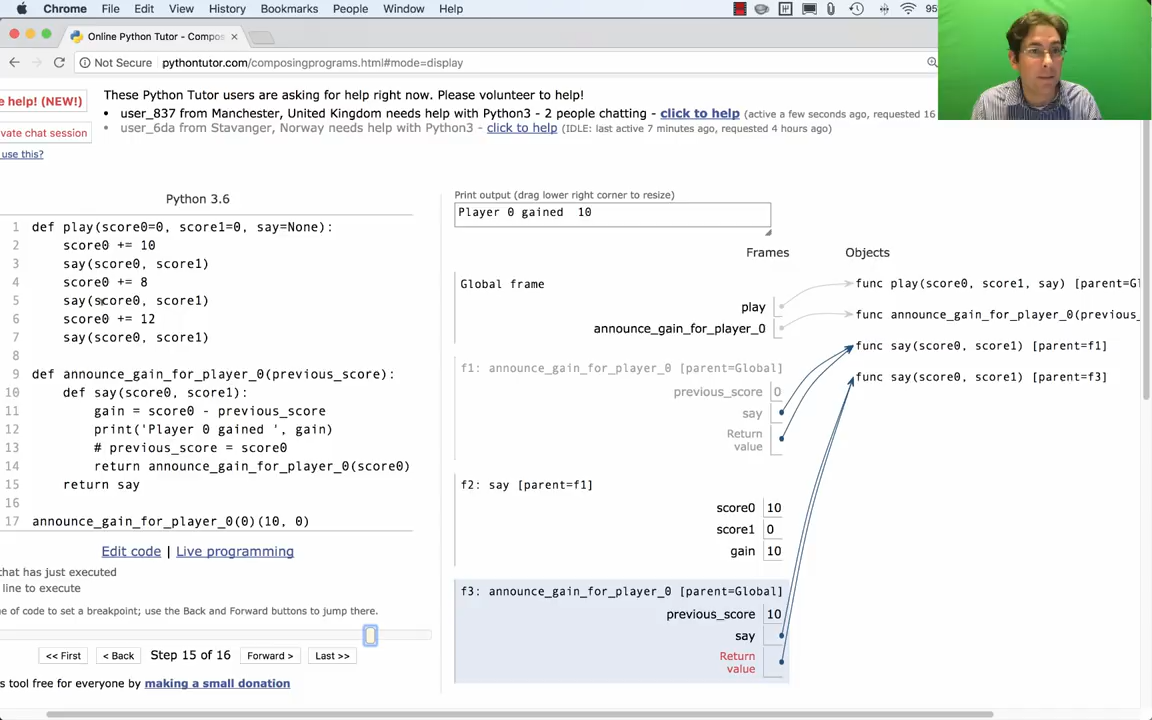 Chrome File Edit View History Bookmarks People Window Help 95
Online Python Tutor - Compos ×
Not Secure pythontutor.com/composingprograms.html#mode=display
e help! (NEW!)
vate chat session
use this?
These Python Tutor users are asking for help right now. Please volunteer to help!
• user_837 from Manchester, United Kingdom needs help with Python3 - 2 people chatting - click to help (active a few seconds ago, requested 16
• user_6da from Stavanger, Norway needs help with Python3 - click to help (IDLE: last active 7 minutes ago, requested 4 hours ago)
Python 3.6
1 def play(score0=0, score1=0, say=None):
2 score0 += 10
3 say(score0, score1)
4 score0 += 8
5 say(score0, score1)
6 score0 += 12
7 say(score0, score1)
8
9 def announce_gain_for_player_0(previous_score):
10 def say(score0, score1):
11 gain = score0 - previous_score
12 print('Player 0 gained ', gain)
13 # previous_score = score0
14 return announce_gain_for_player_0(score0)
15 return say
16
17 announce_gain_for_player_0(0)(10, 0)
Edit code | Live programming
that has just executed
line to execute
ne of code to set a breakpoint; use the Back and Forward buttons to jump there.
<< First < Back Step 15 of 16 Forward > Last >>
s tool free for everyone by making a small donation
Print output (drag lower right corner to resize)
Player 0 gained  10
Frames Objects
Global frame
play
announce_gain_for_player_0
f1: announce_gain_for_player_0 [parent=Global]
previous_score 0
say
Return
value
f2: say [parent=f1]
score0 10
score1 0
gain 10
f3: announce_gain_for_player_0 [parent=Global]
previous_score 10
say
Return
value
func play(score0, score1, say) [parent=Gl
func announce_gain_for_player_0(previous_
func say(score0, score1) [parent=f1]
func say(score0, score1) [parent=f3]